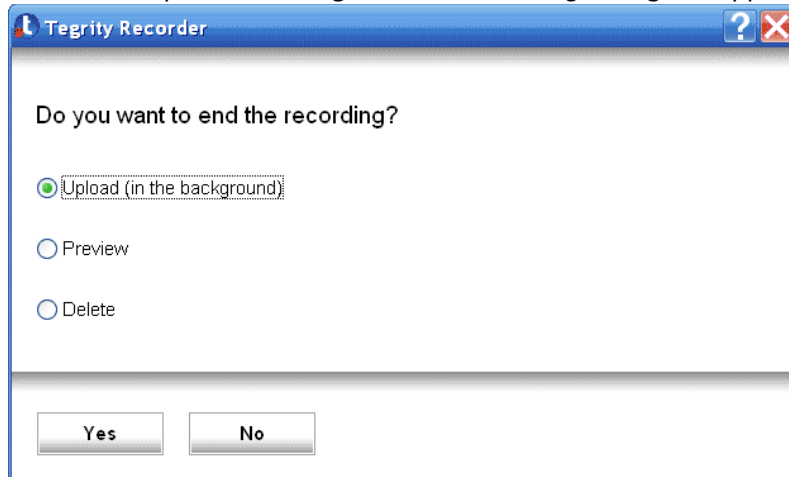 Tegrity Recorder
Do you want to end the recording?
Upload (in the background)
Preview
Delete
Yes No